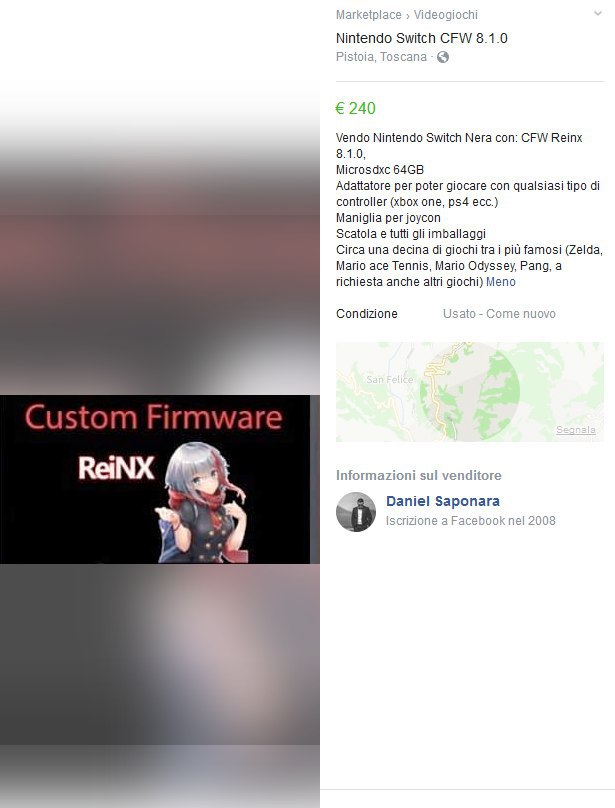 Marketplace › Videogiochi
Nintendo Switch CFW 8.1.0
Pistoia, Toscana ·
€ 240
Vendo Nintendo Switch Nera con: CFW Reinx
8.1.0,
Microsdxc 64GB
Adattatore per poter giocare con qualsiasi tipo di
controller (xbox one, ps4 ecc.)
Maniglia per joycon
Scatola e tutti gli imballaggi
Circa una decina di giochi tra i più famosi (Zelda,
Mario ace Tennis, Mario Odyssey, Pang, a
richiesta anche altri giochi) Meno
Condizione Usato - Come nuovo
San Felice
Segnala
Custom Firmware
ReiNX
Informazioni sul venditore
Daniel Saponara
Iscrizione a Facebook nel 2008